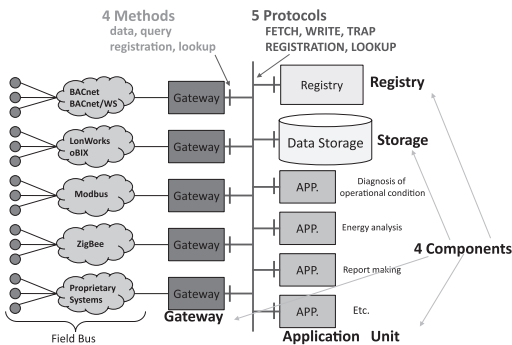 4 Methods
data, query
registration, lookup
5 Protocols
FETCH, WRITE, TRAP
REGISTRATION, LOOKUP
BACnet
BACnet/WS
Gateway
Registry
Registry
LonWorks
oBIX
Gateway
Data Storage
Storage
Modbus
Gateway
APP.
Diagnosis of
operational condition
ZigBee
Gateway
APP.
Energy analysis
4 Components
APP.
Report making
Proprietary
Systems
Gateway
Gateway
APP.
Etc.
Field Bus
Application Unit